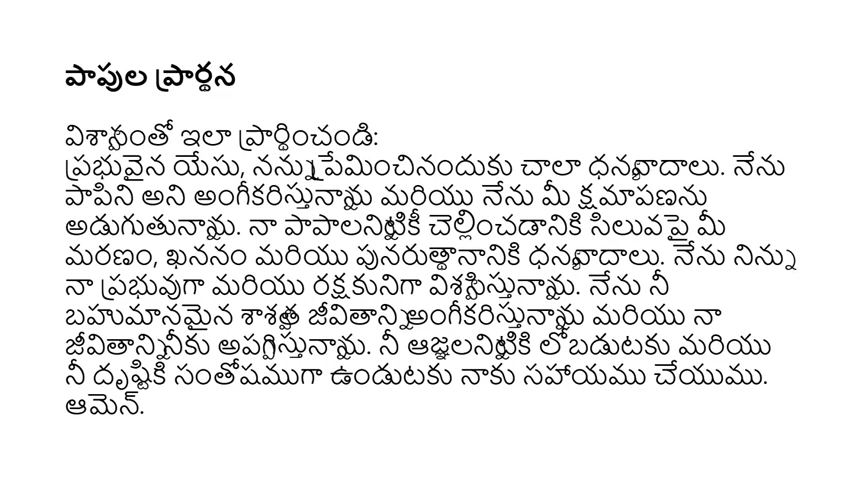 పాపుల ప్రార్థన
విశ్వాసంతో ఇలా ప్రార్థించండి:
ప్రభువైన యేసు, నన్ను ప్రేమించినందుకు చాలా ధన్యవాదాలు. నేను
పాపిని అని అంగీకరిస్తున్నాను మరియు నేను మీ క్షమాపణను
అడుగుతున్నాను. నా పాపాలన్నిటికీ చెల్లించడానికి సిలువపై మీ
మరణం, ఖననం మరియు పునరుత్థానానికి ధన్యవాదాలు. నేను నిన్ను
నా ప్రభువుగా మరియు రక్షకునిగా విశ్వసిస్తున్నాను. నేను నీ
బహుమానమైన శాశ్వత జీవితాన్ని అంగీకరిస్తున్నాను మరియు నా
జీవితాన్ని నీకు అప్పగిస్తున్నాను. నీ ఆజ్ఞలన్నిటికి లోబడుటకు మరియు
నీ దృష్టికి సంతోషముగా ఉండుటకు నాకు సహాయము చేయుము.
ఆమెన్.